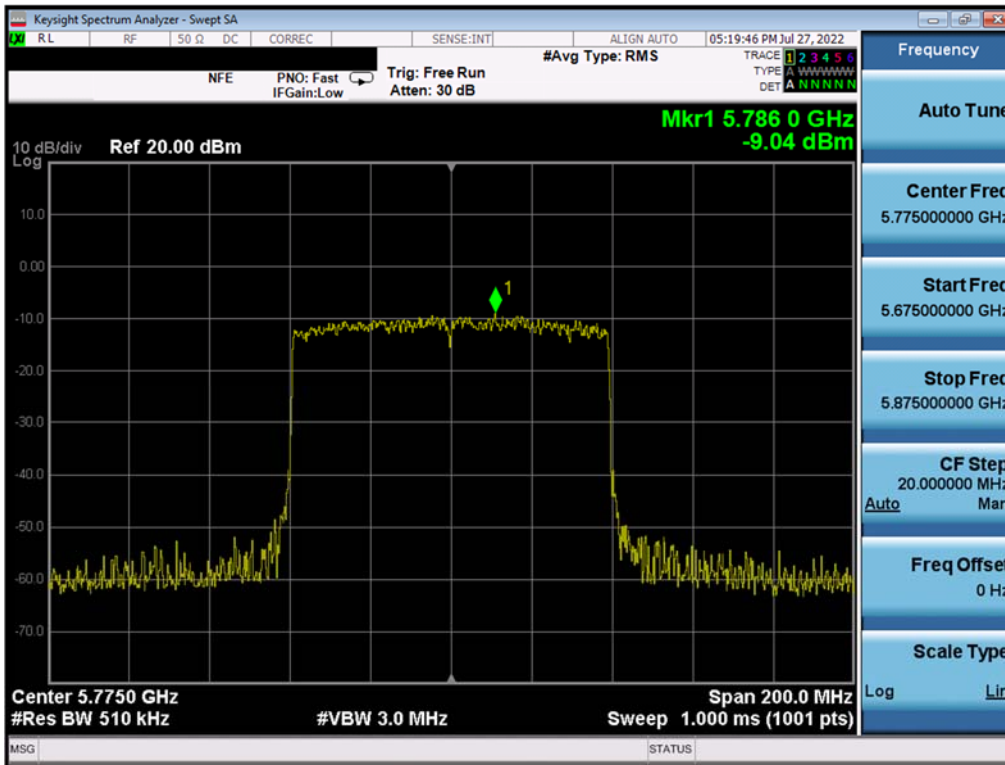 Keysight Spectrum Analyzer - Swept SA
LXI RL RF 50 Ω DC CORREC SENSE:INT ALIGN AUTO 05:19:46 PM Jul 27, 2022
#Avg Type: RMS
TRACE 1 2 3 4 5 6
NFE PNO: Fast Trig: Free Run TYPE A WWWWW
IFGain:Low Atten: 30 dB DET A N N N N N
Mkr1 5.786 0 GHz
-9.04 dBm
10 dB/div Ref 20.00 dBm
Log
10.0
0.00
1
-10.0
-20.0
-30.0
-40.0
-50.0
-60.0
-70.0
Center 5.7750 GHz Span 200.0 MHz
#Res BW 510 kHz #VBW 3.0 MHz Sweep 1.000 ms (1001 pts)
MSG STATUS
Frequency
Auto Tune
Center Freq
5.775000000 GHz
Start Freq
5.675000000 GHz
Stop Freq
5.875000000 GHz
CF Step
20.000000 MHz
Auto Man
Freq Offset
0 Hz
Scale Type
Log Lin